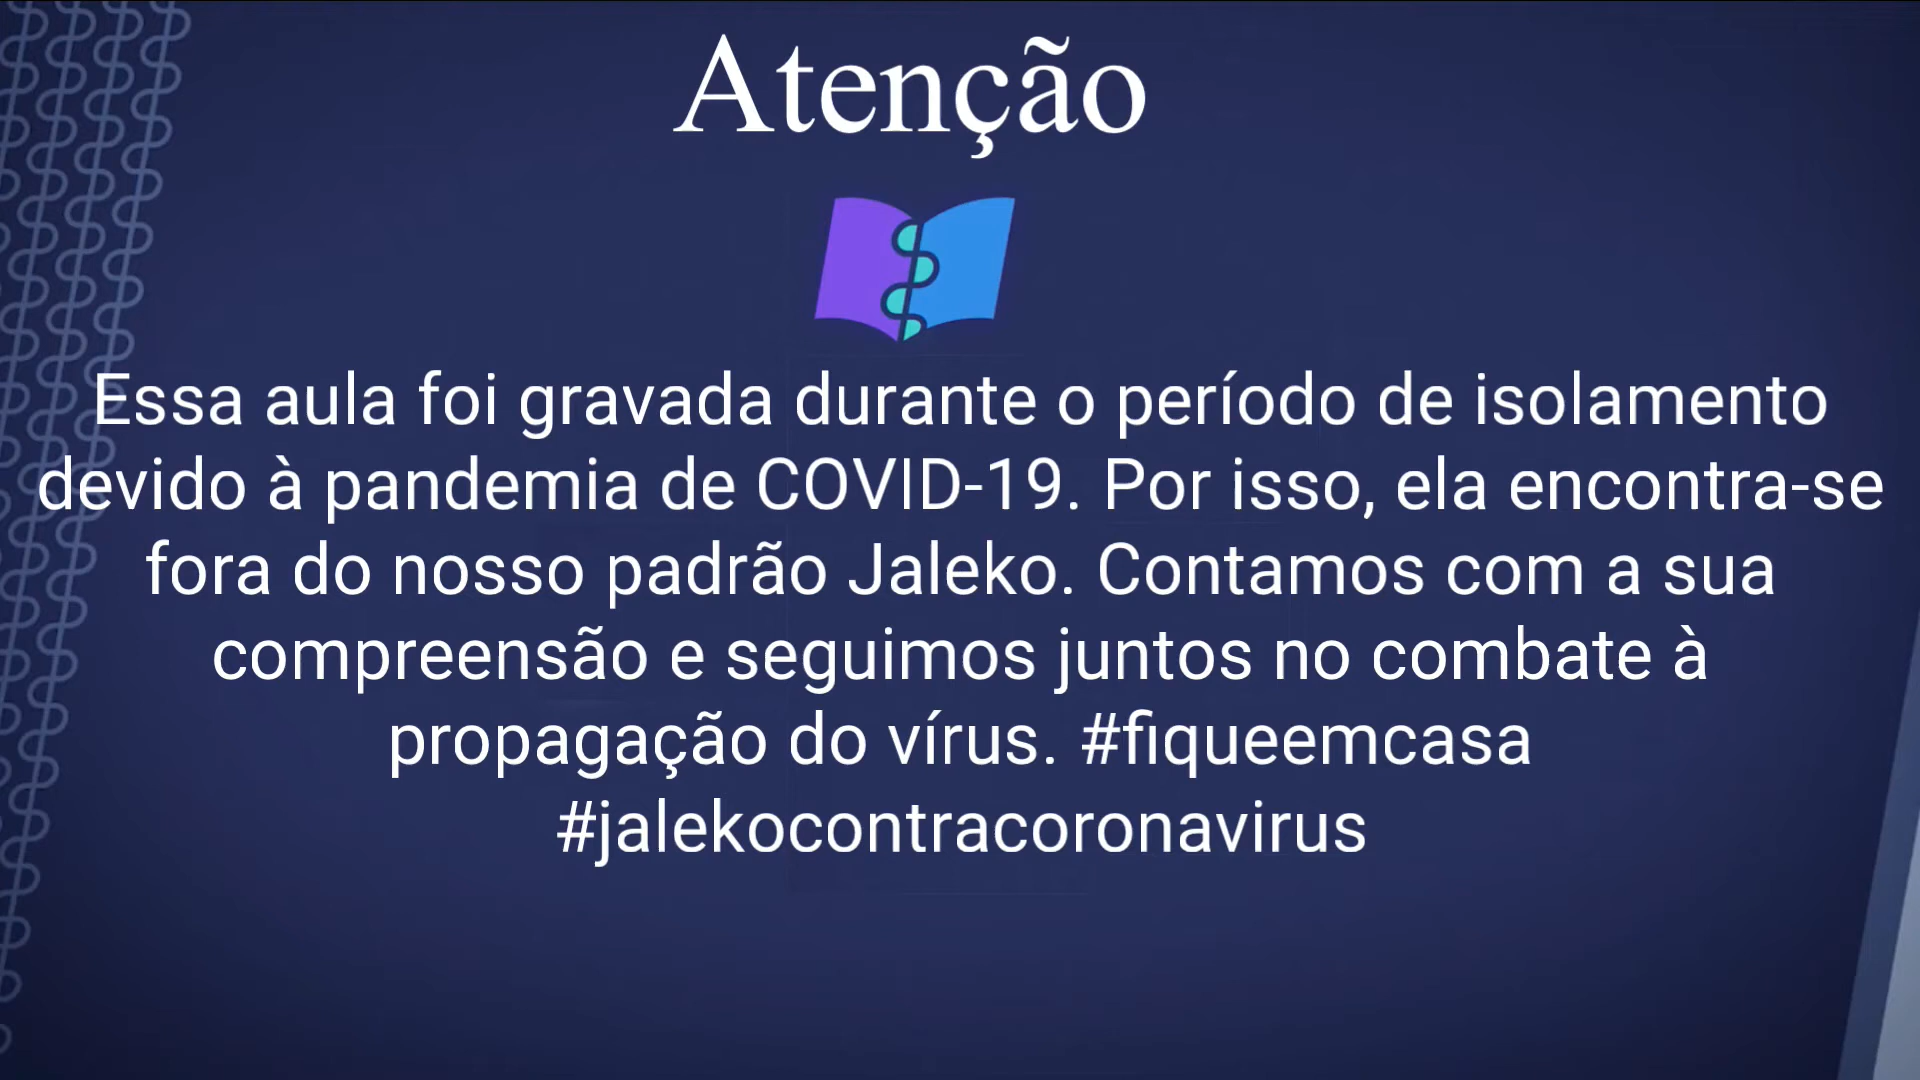 Atenção
Essa aula foi gravada durante o período de isolamento
devido à pandemia de COVID-19. Por isso, ela encontra-se
fora do nosso padrão Jaleko. Contamos com a sua
compreensão e seguimos juntos no combate à
propagação do vírus. #fiqueemcasa
#jalekocontracoronavirus